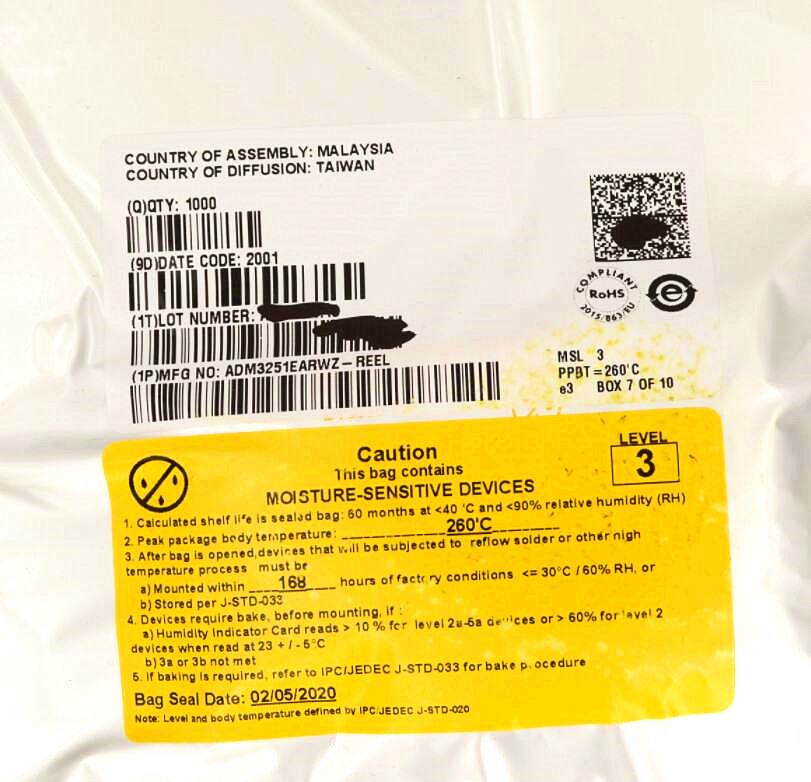 COUNTRY OF ASSEMBLY: MALAYSIA
COUNTRY OF DIFFUSION: TAIWAN
(Q)QTY: 1000
(9D)DATE CODE: 2001
(1T)LOT NUMBER:
(1P)MFG NO: ADM3251EARWZ-REEL
COMPLIANT
RoHS
2015/863/EU
e
MSL 3
PPBT = 260'C
e3 BOX 7 OF 10
Caution
This bag contains
MOISTURE-SENSITIVE DEVICES
LEVEL
3
1. Calculated shelf life is sealed bag: 60 months at <40 'C and <90% relative humidity (RH)
2. Peak package body temperature: 260'C
3. After bag is opened,devices that will be subjected to reflow solder or other high
temperature process must be
a) Mounted within 168 hours of factory conditions <= 30°C / 60% RH, or
b) Stored per J-STD-033
4. Devices require bake, before mounting, if :
a) Humidity Indicator Card reads > 10 % for level 2a-5a devices or > 60% for level 2
devices when read at 23 + / - 5°C
b) 3a or 3b not met
5. If baking is required, refer to IPC/JEDEC J-STD-033 for bake procedure
Bag Seal Date: 02/05/2020
Note: Level and body temperature defined by IPC/JEDEC J-STD-020